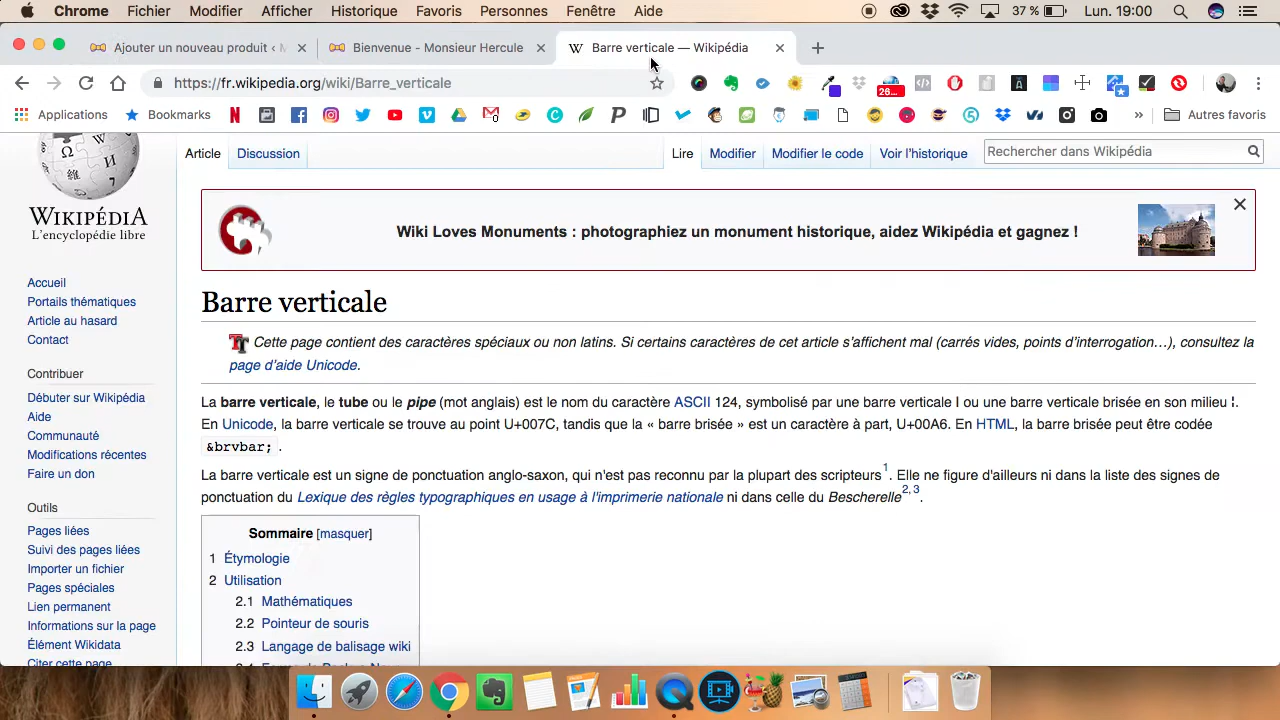 Chrome Fichier Modifier Afficher Historique Favoris Personnes Fenêtre Aide 37 % Lun. 19:00
Ajouter un nouveau produit ‹ M
Bienvenue - Monsieur Hercule
Barre verticale — Wikipédia
https://fr.wikipedia.org/wiki/Barre_verticale
Applications Bookmarks » Autres favoris
Article Discussion Lire Modifier Modifier le code Voir l'historique Rechercher dans Wikipédia
WIKIPÉDIA
L'encyclopédie libre
Wiki Loves Monuments : photographiez un monument historique, aidez Wikipédia et gagnez !
Accueil
Portails thématiques
Article au hasard
Contact
Contribuer
Débuter sur Wikipédia
Aide
Communauté
Modifications récentes
Faire un don
Outils
Pages liées
Suivi des pages liées
Importer un fichier
Pages spéciales
Lien permanent
Informations sur la page
Élément Wikidata
Citer cette page
Barre verticale
Cette page contient des caractères spéciaux ou non latins. Si certains caractères de cet article s'affichent mal (carrés vides, points d'interrogation…), consultez la
page d'aide Unicode.
La barre verticale, le tube ou le pipe (mot anglais) est le nom du caractère ASCII 124, symbolisé par une barre verticale | ou une barre verticale brisée en son milieu ¦.
En Unicode, la barre verticale se trouve au point U+007C, tandis que la « barre brisée » est un caractère à part, U+00A6. En HTML, la barre brisée peut être codée
&brvbar; .
La barre verticale est un signe de ponctuation anglo-saxon, qui n'est pas reconnu par la plupart des scripteurs1. Elle ne figure d'ailleurs ni dans la liste des signes de
ponctuation du Lexique des règles typographiques en usage à l'imprimerie nationale ni dans celle du Bescherelle2, 3.
Sommaire [masquer]
1 Étymologie
2 Utilisation
2.1 Mathématiques
2.2 Pointeur de souris
2.3 Langage de balisage wiki